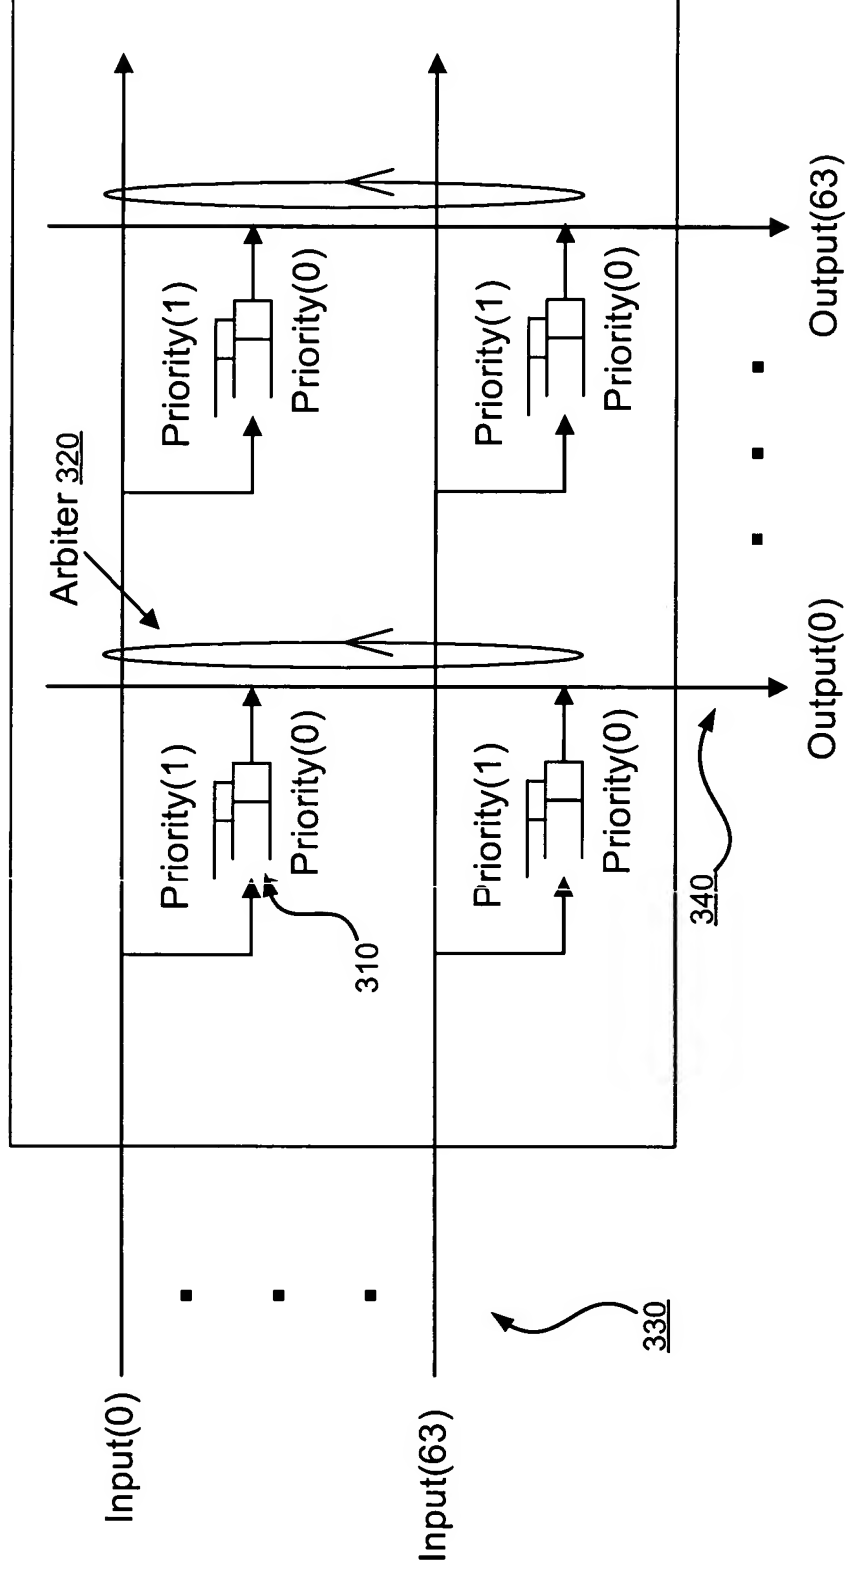 Arbiter 320
Input(0)
Priority(1)
Priority(1)
Priority(0)
Priority(0)
310
Input(63)
Priority(1)
Priority(1)
Priority(0)
Priority(0)
330
340
Output(0)
Output(63)